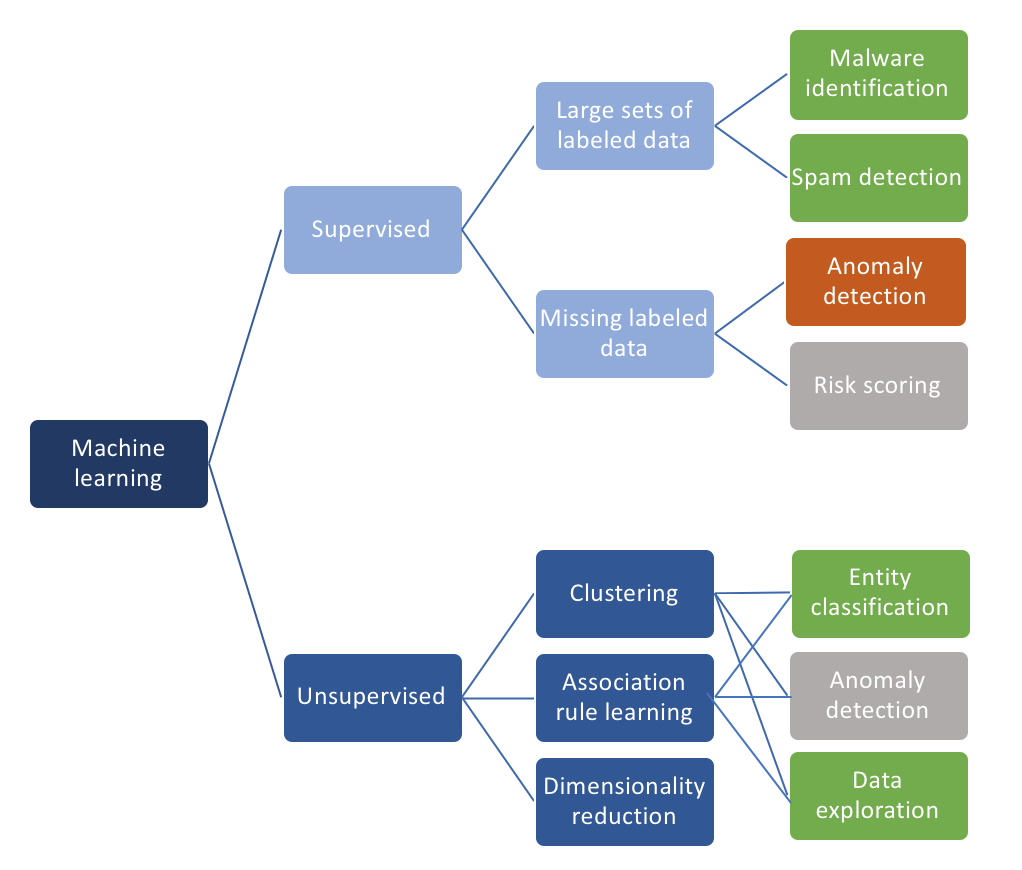 Machine
learning
Supervised
Large sets of
labeled data
Malware
identification
Spam detection
Missing labeled
data
Anomaly
detection
Risk scoring
Unsupervised
Clustering
Association
rule learning
Dimensionality
reduction
Entity
classification
Anomaly
detection
Data
exploration